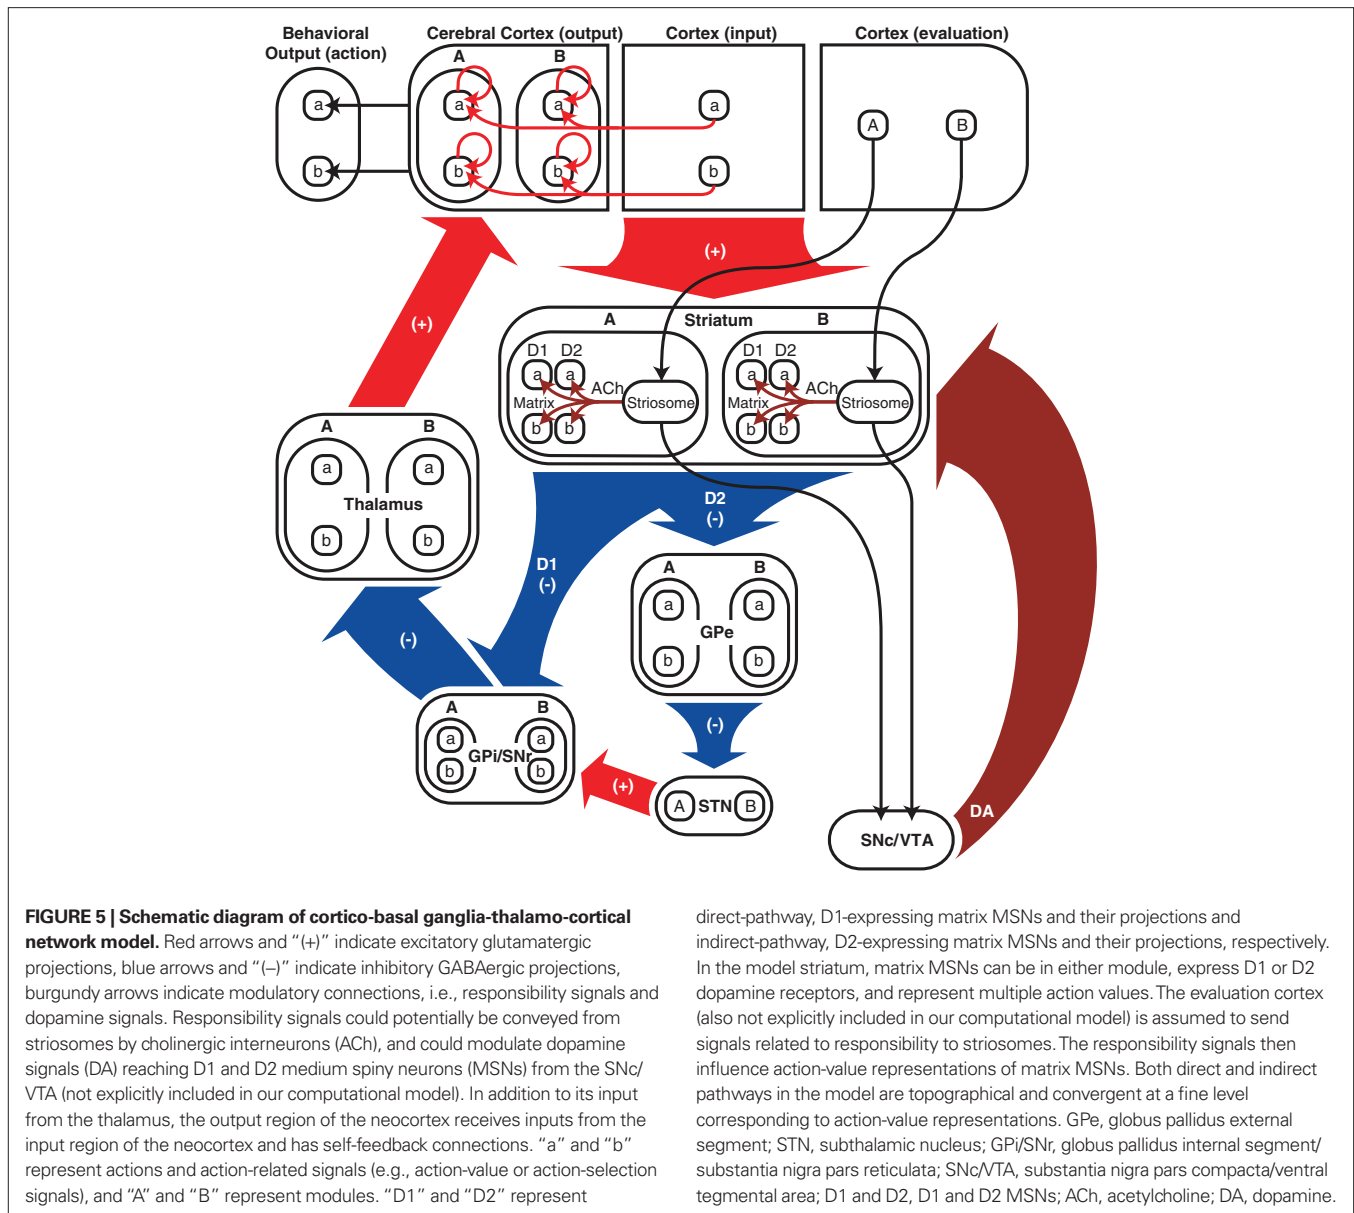 Behavioral
Output (action)
Cerebral Cortex (output)
Cortex (input)
Cortex (evaluation)
A
B
a
a
a
a
A
B
b
b
b
b
(+)
(+)
A
Striatum
B
D1
D2
D1
D2
a
a
a
a
ACh
ACh
Matrix
Striosome
Matrix
Striosome
b
b
b
b
A
B
a
a
Thalamus
b
b
D2
(-)
D1
(-)
A
B
a
a
GPe
b
b
(-)
A
B
a
a
GPi/SNr
b
b
(-)
(+)
A
STN
B
DA
SNc/VTA
FIGURE 5 | Schematic diagram of cortico-basal ganglia-thalamo-cortical
network model. Red arrows and “(+)” indicate excitatory glutamatergic
projections, blue arrows and “(–)” indicate inhibitory GABAergic projections,
burgundy arrows indicate modulatory connections, i.e., responsibility signals and
dopamine signals. Responsibility signals could potentially be conveyed from
striosomes by cholinergic interneurons (ACh), and could modulate dopamine
signals (DA) reaching D1 and D2 medium spiny neurons (MSNs) from the SNc/
VTA (not explicitly included in our computational model). In addition to its input
from the thalamus, the output region of the neocortex receives inputs from the
input region of the neocortex and has self-feedback connections. “a” and “b”
represent actions and action-related signals (e.g., action-value or action-selection
signals), and “A” and “B” represent modules. “D1” and “D2” represent
direct-pathway, D1-expressing matrix MSNs and their projections and
indirect-pathway, D2-expressing matrix MSNs and their projections, respectively.
In the model striatum, matrix MSNs can be in either module, express D1 or D2
dopamine receptors, and represent multiple action values. The evaluation cortex
(also not explicitly included in our computational model) is assumed to send
signals related to responsibility to striosomes. The responsibility signals then
influence action-value representations of matrix MSNs. Both direct and indirect
pathways in the model are topographical and convergent at a fine level
corresponding to action-value representations. GPe, globus pallidus external
segment; STN, subthalamic nucleus; GPi/SNr, globus pallidus internal segment/
substantia nigra pars reticulata; SNc/VTA, substantia nigra pars compacta/ventral
tegmental area; D1 and D2, D1 and D2 MSNs; ACh, acetylcholine; DA, dopamine.